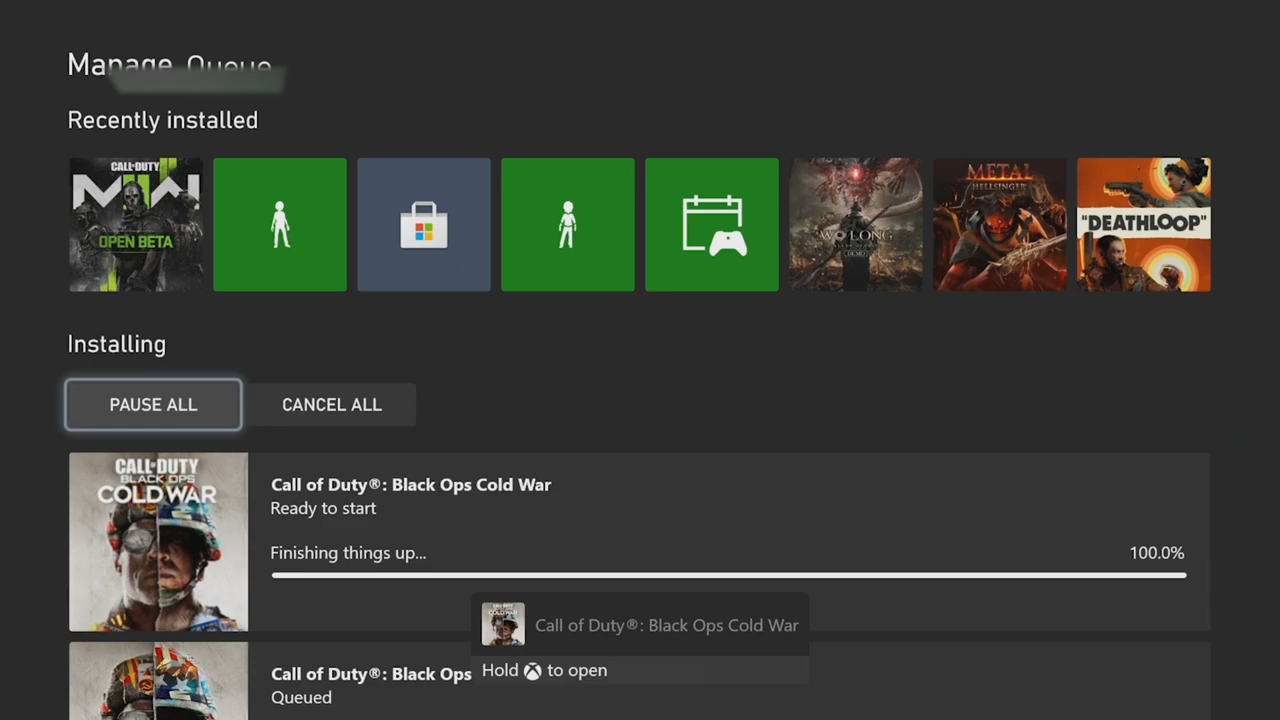 Manage Queue
Recently installed
CALL OF DUTY
MWII
OPEN BETA
WO LONG
DEMO
METAL
HELLSINGER
"DEATHLOOP"
Installing
PAUSE ALL
CANCEL ALL
CALL OF DUTY
BLACK OPS
COLD WAR
Call of Duty®: Black Ops Cold War
Ready to start
Finishing things up...
100.0%
Call of Duty®: Black Ops Cold War
Hold to open
Call of Duty®: Black Ops
Queued